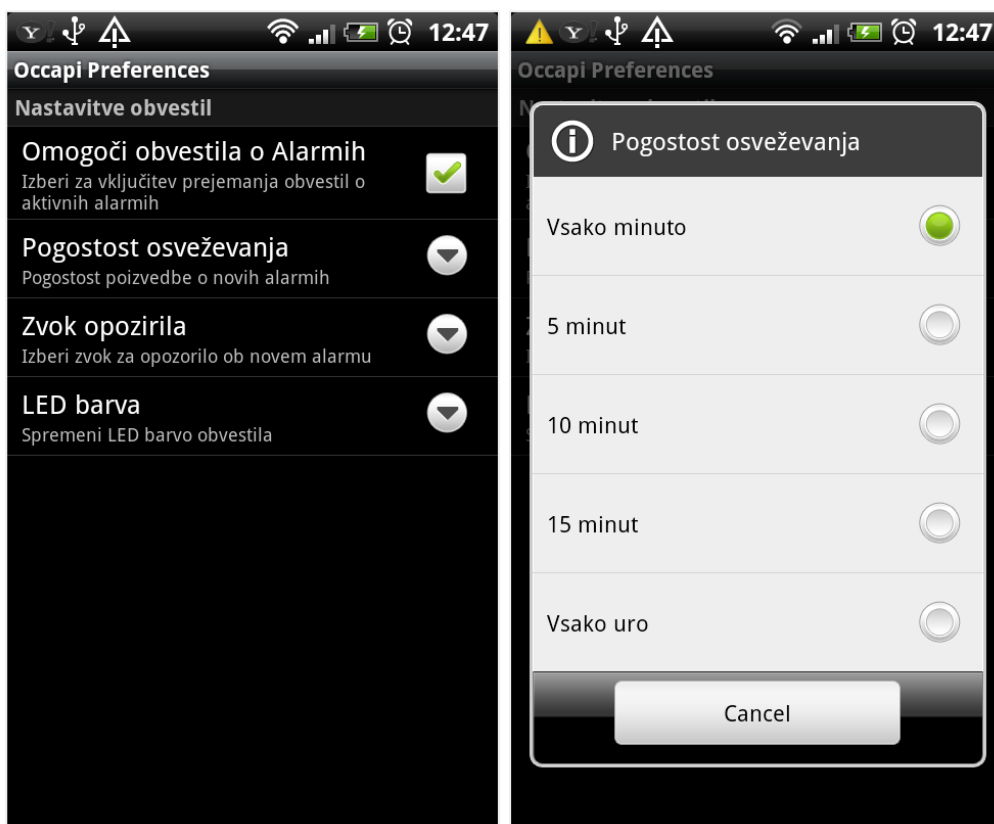 12:47
Occapi Preferences
Nastavitve obvestil
Omogoči obvestila o Alarmih
Izberi za vključitev prejemanja obvestil o
aktivnih alarmih
Pogostost osveževanja
Pogostost poizvedbe o novih alarmih
Zvok opozirila
Izberi zvok za opozorilo ob novem alarmu
LED barva
Spremeni LED barvo obvestila
12:47
Occapi Preferences
Pogostost osveževanja
Vsako minuto
5 minut
10 minut
15 minut
Vsako uro
Cancel